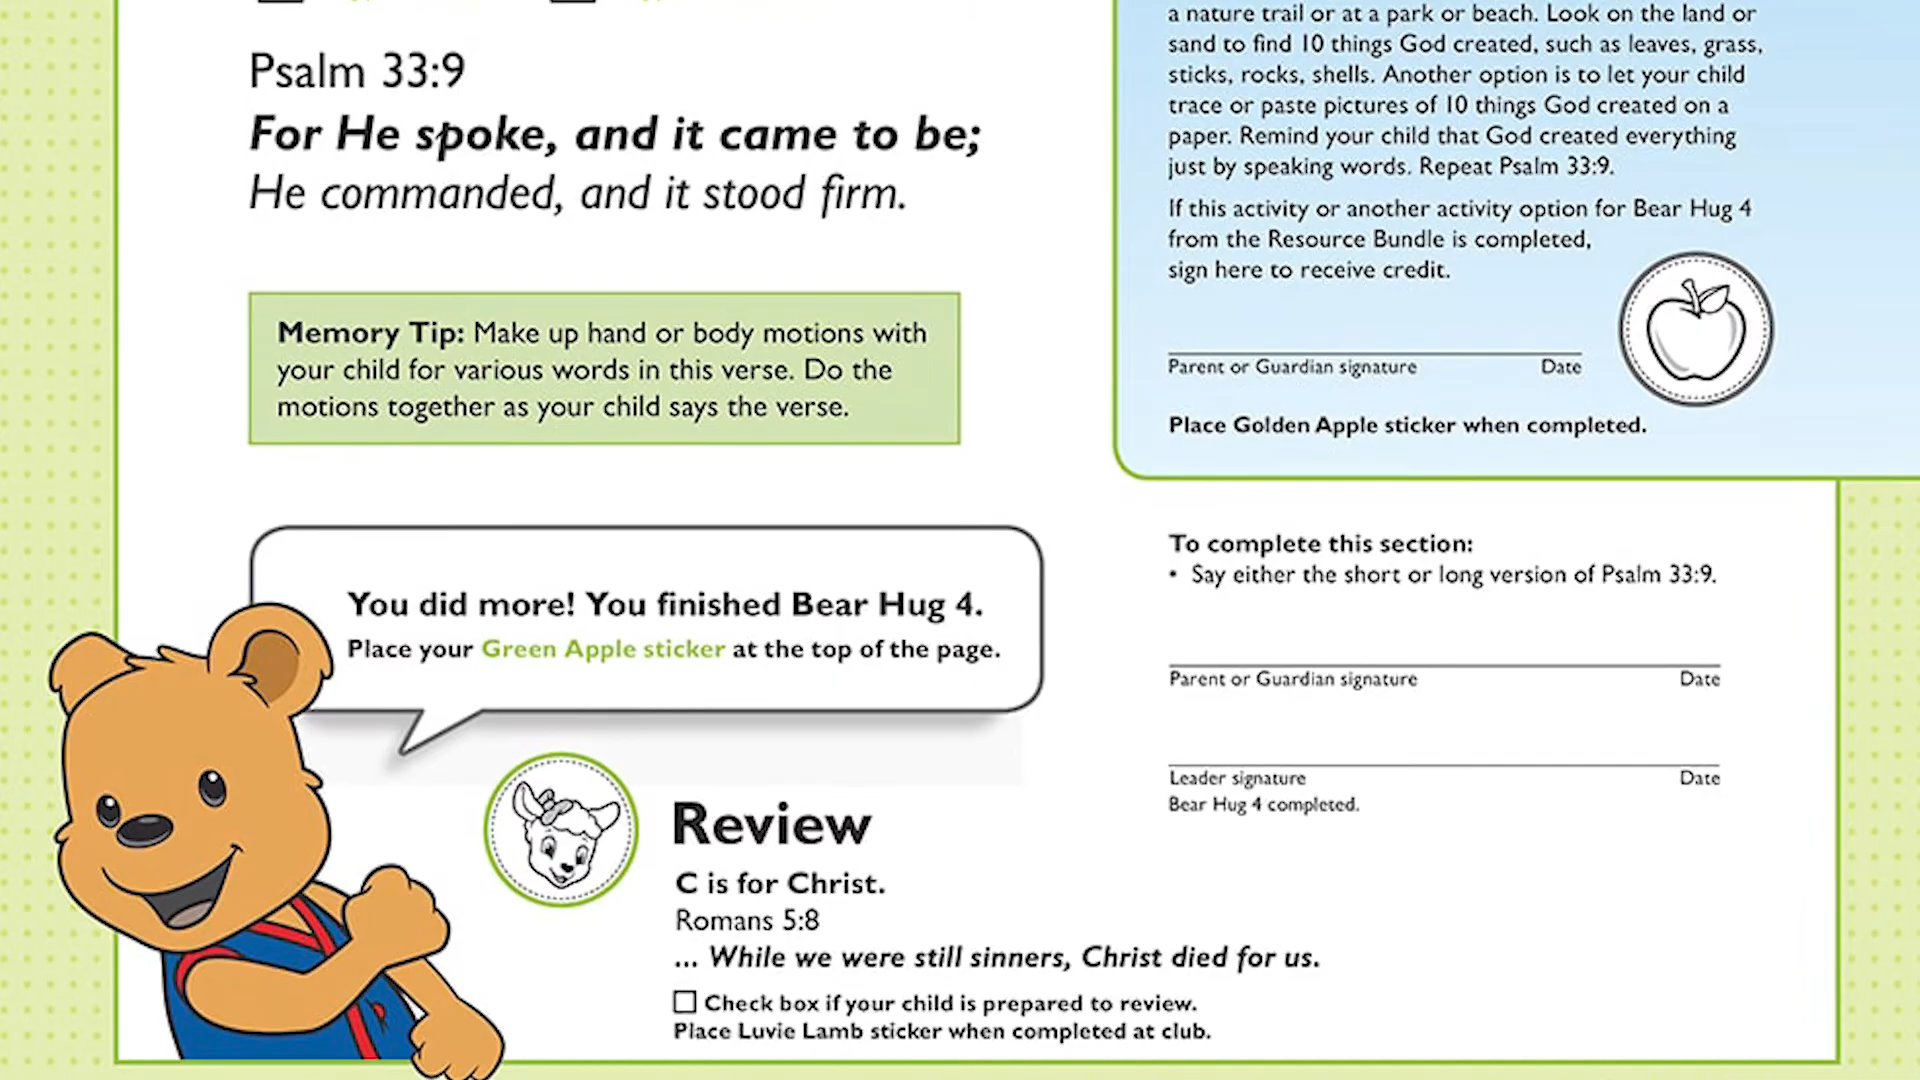 Psalm 33:9
For He spoke, and it came to be;
He commanded, and it stood firm.
Memory Tip: Make up hand or body motions with
your child for various words in this verse. Do the
motions together as your child says the verse.
You did more! You finished Bear Hug 4.
Place your Green Apple sticker at the top of the page.
Review
C is for Christ.
Romans 5:8
... While we were still sinners, Christ died for us.
Check box if your child is prepared to review.
Place Luvie Lamb sticker when completed at club.
a nature trail or at a park or beach. Look on the land or
sand to find 10 things God created, such as leaves, grass,
sticks, rocks, shells. Another option is to let your child
trace or paste pictures of 10 things God created on a
paper. Remind your child that God created everything
just by speaking words. Repeat Psalm 33:9.
If this activity or another activity option for Bear Hug 4
from the Resource Bundle is completed,
sign here to receive credit.
Parent or Guardian signature Date
Place Golden Apple sticker when completed.
To complete this section:
• Say either the short or long version of Psalm 33:9.
Parent or Guardian signature Date
Leader signature Date
Bear Hug 4 completed.